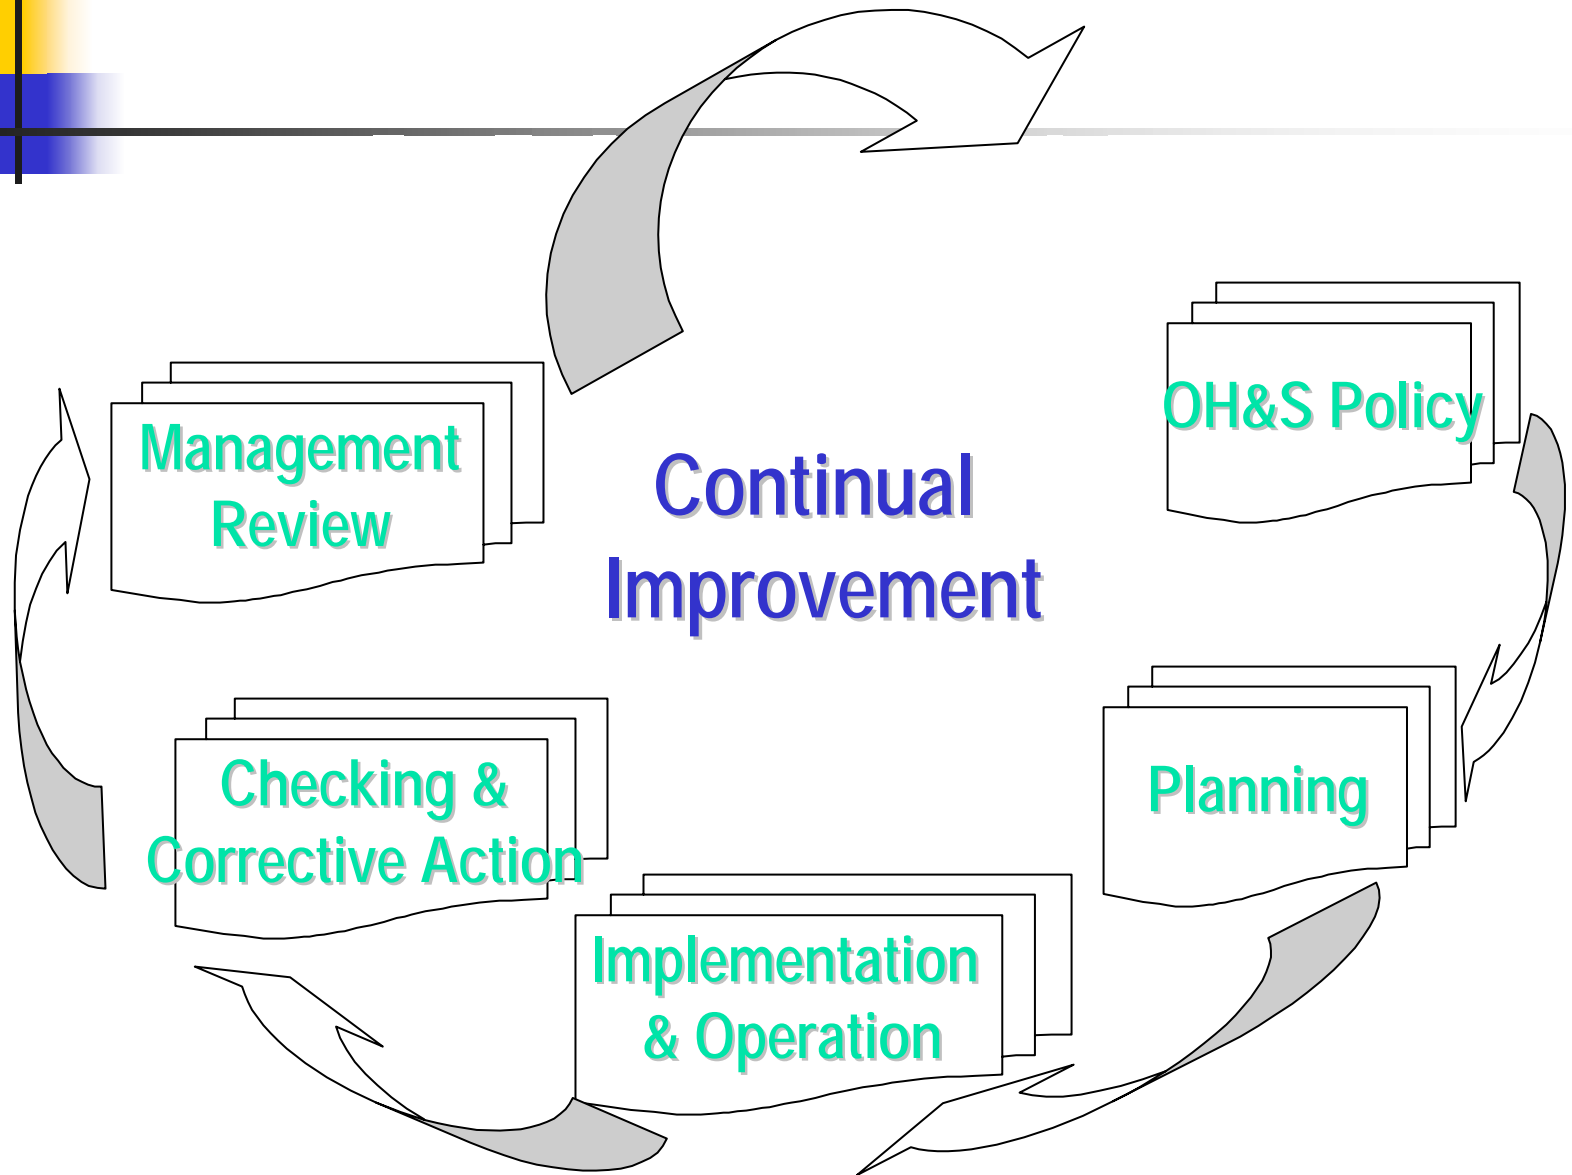 OH&S Policy
Management
Review
Continual
Improvement
Planning
Checking &
Corrective Action
Implementation
& Operation